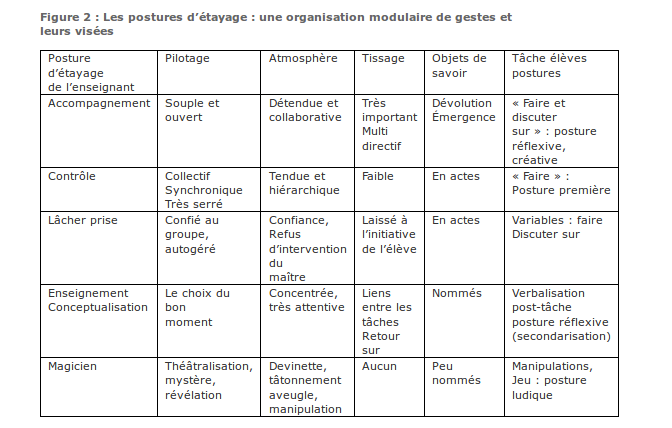 Figure 2 : Les postures d’étayage : une organisation modulaire de gestes et
leurs visées
Posture
d’étayage
de l’enseignant
Pilotage
Atmosphère
Tissage
Objets de
savoir
Tâche élèves
postures
Accompagnement
Souple et
ouvert
Détendue et
collaborative
Très
important
Multi
directif
Dévolution
Émergence
« Faire et
discuter
sur » : posture
réflexive,
créative
Contrôle
Collectif
Synchronique
Très serré
Tendue et
hiérarchique
Faible
En actes
« Faire » :
Posture première
Lâcher prise
Confié au
groupe,
autogéré
Confiance,
Refus
d’intervention
du
maître
Laissé à
l’initiative
de l’élève
En actes
Variables : faire
Discuter sur
Enseignement
Conceptualisation
Le choix du
bon
moment
Concentrée,
très attentive
Liens
entre les
tâches
Retour
sur
Nommés
Verbalisation
post-tâche
posture réflexive
(secondarisation)
Magicien
Théâtralisation,
mystère,
révélation
Devinette,
tâtonnement
aveugle,
manipulation
Aucun
Peu
nommés
Manipulations,
Jeu : posture
ludique